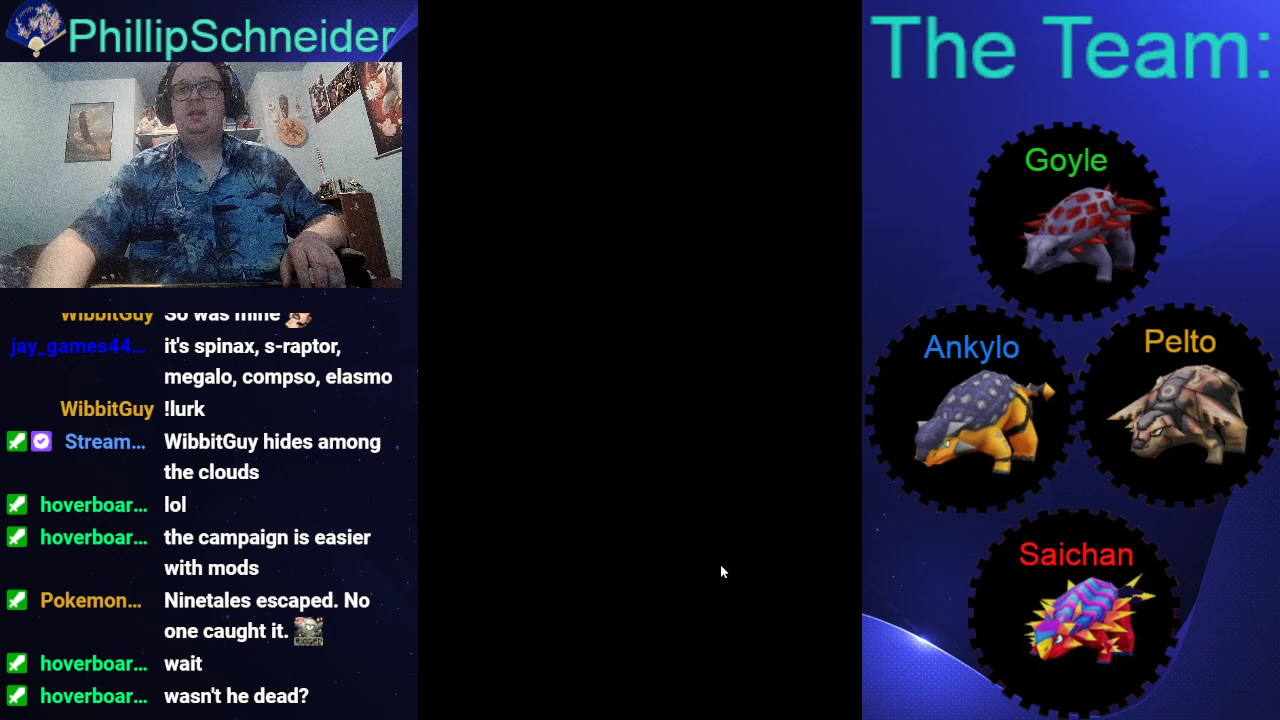 PhillipSchneider
The Team:
Goyle
Ankylo
Pelto
Saichan
WibbitGuy So was mine
jay_games44... it's spinax, s-raptor,
megalo, compso, elasmo
WibbitGuy !lurk
Stream... WibbitGuy hides among
the clouds
hoverboar... lol
hoverboar... the campaign is easier
with mods
Pokemon... Ninetales escaped. No
one caught it.
hoverboar... wait
hoverboar... wasn't he dead?